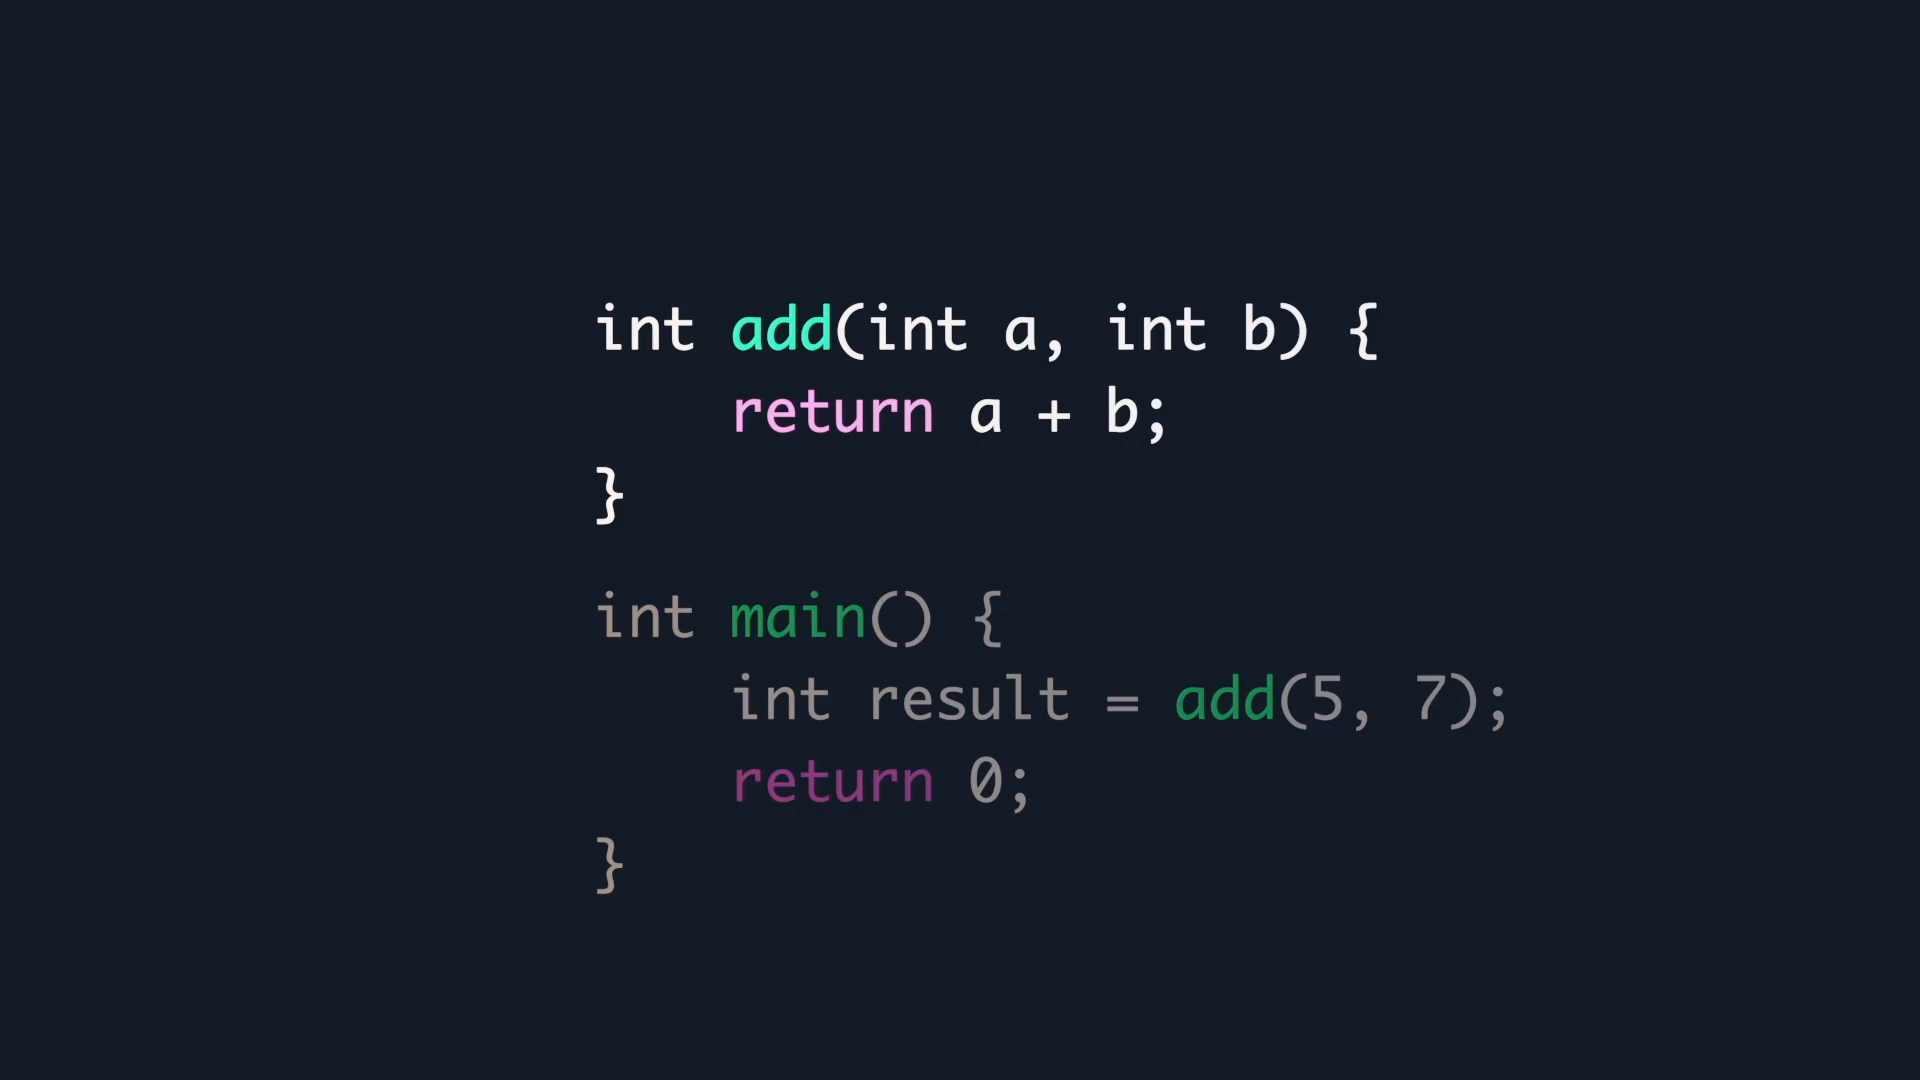 int add(int a, int b) {
    return a + b;
}
int main() {
    int result = add(5, 7);
    return 0;
}